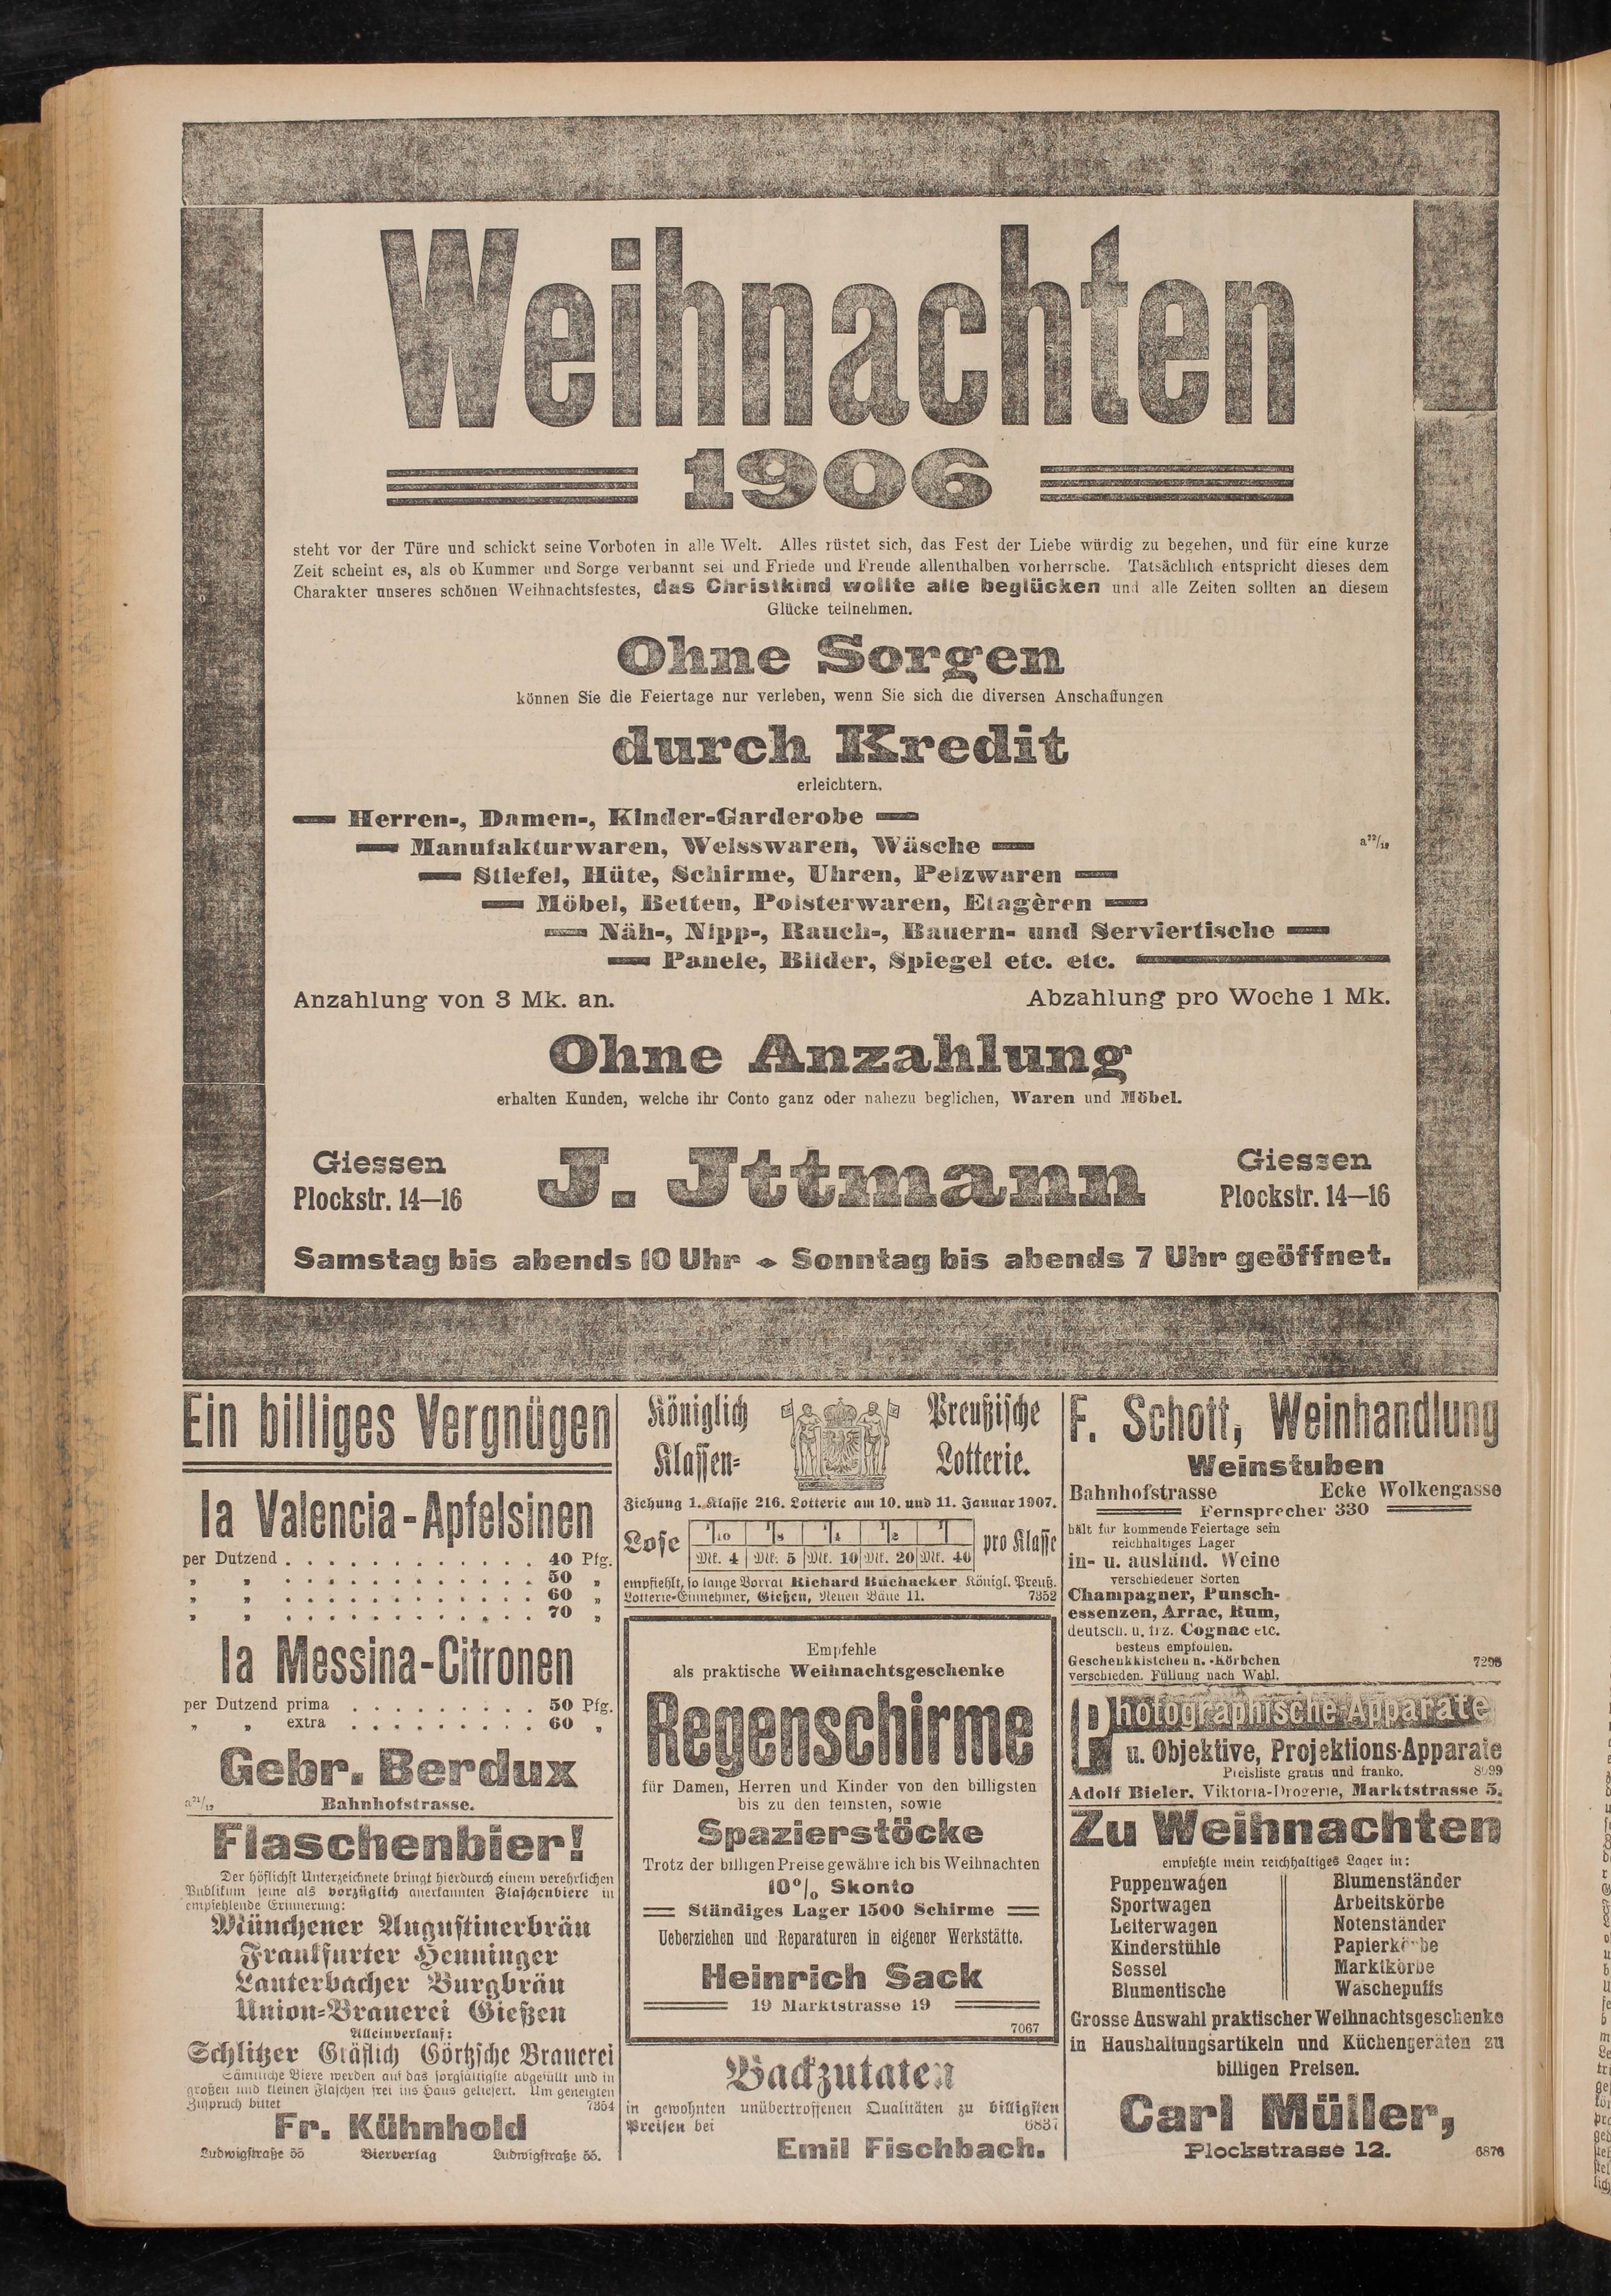 Weihnachten
1906
steht vor der Türe und schickt seine Vorboten in alle Welt. Alles rüstet sich, das Fest der Liebe würdig zu begehen, und für eine kurze
Zeit scheint es, als ob Kummer und Sorge verbannt sei und Friede und Freude allenthalben vorherrsche. Tatsächlich entspricht dieses dem
Charakter unseres schönen Weihnachtsfestes, das Christkind wollte alle beglücken und alle Zeiten sollten an diesem
Glücke teilnehmen.
Ohne Sorgen
können Sie die Feiertage nur verleben, wenn Sie sich die diversen Anschaffungen
durch Kredit
erleichtern.
Herren-, Damen-, Kinder-Garderobe
Manufakturwaren, Weisswaren, Wäsche
a22/12
Stiefel, Hüte, Schirme, Uhren, Pelzwaren
Möbel, Betten, Polsterwaren, Etagèren
Näh-, Nipp-, Rauch-, Bauern- und Serviertische
Panele, Bilder, Spiegel etc. etc.
Anzahlung von 3 Mk. an. Abzahlung pro Woche 1 Mk.
Ohne Anzahlung
erhalten Kunden, welche ihr Conto ganz oder nahezu beglichen, Waren und Möbel.
Giessen J. Jttmann Giessen
Plockstr. 14—16 Plockstr. 14—16
Samstag bis abends 10 Uhr Sonntag bis abends 7 Uhr geöffnet.
Ein billiges Vergnügen
Ia Valencia-Apfelsinen
per Dutzend . . . . . . . . . . . . . 40 Pfg.
„ „ . . . . . . . . . . . . . 50 „
„ „ . . . . . . . . . . . . . 60 „
„ „ . . . . . . . . . . . . . 70 „
Ia Messina-Citronen
per Dutzend prima . . . . . . . . . . 50 Pfg.
„ „ extra . . . . . . . . . . 60 „
Gebr. Berdux
a21/12 Bahnhofstrasse.
Flaschenbier!
Der höflichst Unterzeichnete bringt hierdurch einem verehrlichen
Publikum seine als vorzüglich anerkannten Flaschenbiere in
empfehlende Erinnerung:
Münchener Augustinerbräu
Frankfurter Henninger
Lauterbacher Burgbräu
Union-Brauerei Gießen
Alleinverkauf:
Schlitzer Gräflich Görtzsche Brauerei
Sämtliche Biere werden auf das sorgfältigste abgefüllt und in
großen und kleinen Flaschen frei ins Haus geliefert. Um geneigten
Zuspruch bittet 7354
Fr. Kühnhold
Ludwigstraße 55 Bierverlag Ludwigstraße 55.
Königlich Preußische
Klassen- Lotterie.
Ziehung 1. Klasse 216. Lotterie am 10. und 11. Januar 1907.
Lose 1/10 1/8 1/4 1/2 1/1 pro Klasse
Mk. 4 Mk. 5 Mk. 10 Mk. 20 Mk. 40
empfiehlt, so lange Vorrat Richard Buchacker Königl. Preuß.
Lotterie-Einnehmer, Gießen, Neuen Bäue 11. 7352
Empfehle
als praktische Weihnachtsgeschenke
Regenschirme
für Damen, Herren und Kinder von den billigsten
bis zu den feinsten, sowie
Spazierstöcke
Trotz der billigen Preise gewähre ich bis Weihnachten
10% Skonto
Ständiges Lager 1500 Schirme
Ueberziehen und Reparaturen in eigener Werkstätte.
Heinrich Sack
19 Marktstrasse 19
7067
Backzutaten
in gewohnten unübertroffenen Qualitäten zu billigsten
Preisen bei 6837
Emil Fischbach.
F. Schott, Weinhandlung
Weinstuben
Bahnhofstrasse Ecke Wolkengasse
Fernsprecher 330
hält für kommende Feiertage sein
reichhaltiges Lager
in- u. ausländ. Weine
verschiedener Sorten
Champagner, Punsch-
essenzen, Arrac, Rum,
deutsch. u. frz. Cognac etc.
bestens empfohlen.
Geschenkkistchen u. -Körbchen 7298
verschieden. Füllung nach Wahl.
Photographische Apparate
u. Objektive, Projektions-Apparate
Preisliste gratis und franko.
Adolf Bieler, Viktoria-Drogerie, Marktstrasse 5.
Zu Weihnachten
empfehle mein reichhaltiges Lager in:
Puppenwagen Blumenständer
Sportwagen Arbeitskörbe
Leiterwagen Notenständer
Kinderstühle Papierkörbe
Sessel Marktkörbe
Blumentische Wäschepuffs
Grosse Auswahl praktischer Weihnachtsgeschenke
in Haushaltungsartikeln und Küchengeräten zu
billigen Preisen.
Carl Müller,
Plockstrasse 12. 6876